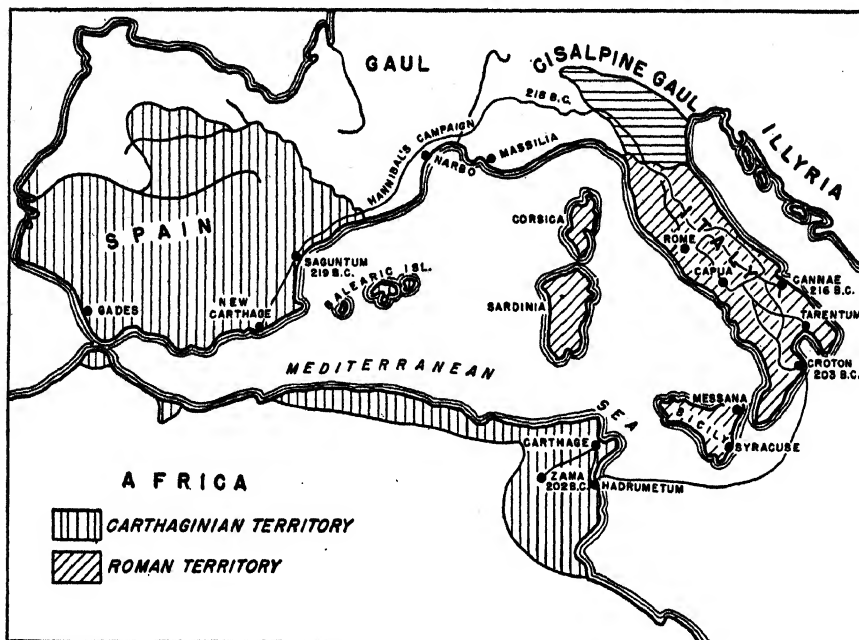 GAUL
CISALPINE GAUL
218 B.C.
ILLYRIA
HANNIBAL'S CAMPAIGN
NARBO
MASSILIA
SPAIN
CORSICA
ITALY
ROME
SAGUNTUM
219 B.C.
BALEARIC ISL.
CAPUA
CANNAE
216 B.C.
NEW
CARTHAGE
GADES
SARDINIA
TARENTUM
MEDITERRANEAN
SEA
CROTON
203 B.C.
MESSANA
SICILY
SYRACUSE
CARTHAGE
ZAMA
202 B.C.
HADRUMETUM
AFRICA
CARTHAGINIAN TERRITORY
ROMAN TERRITORY